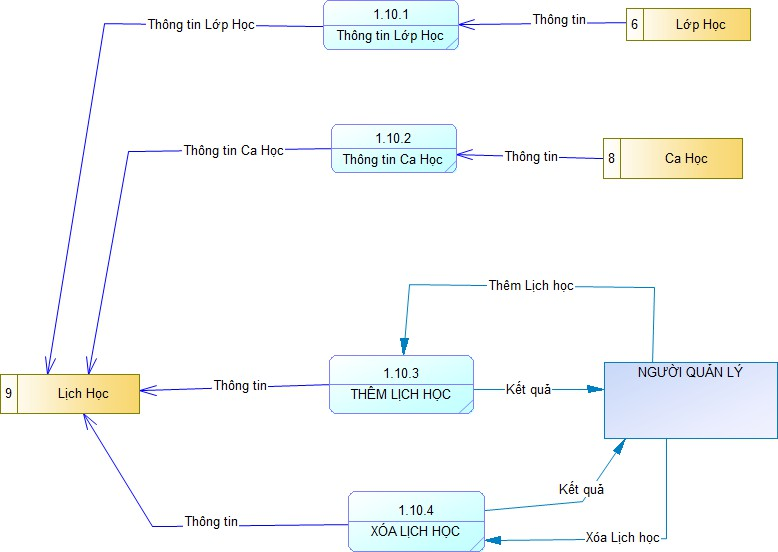 1.10.1
Thông tin Lớp Học
Thông tin Lớp Học
Thông tin
6
Lớp Học
1.10.2
Thông tin Ca Học
Thông tin Ca Học
Thông tin
8
Ca Học
Thêm Lịch học
1.10.3
THÊM LỊCH HỌC
NGƯỜI QUẢN LÝ
9
Lịch Học
Thông tin
Kết quả
Kết quả
1.10.4
XÓA LỊCH HỌC
Thông tin
Xóa Lịch học